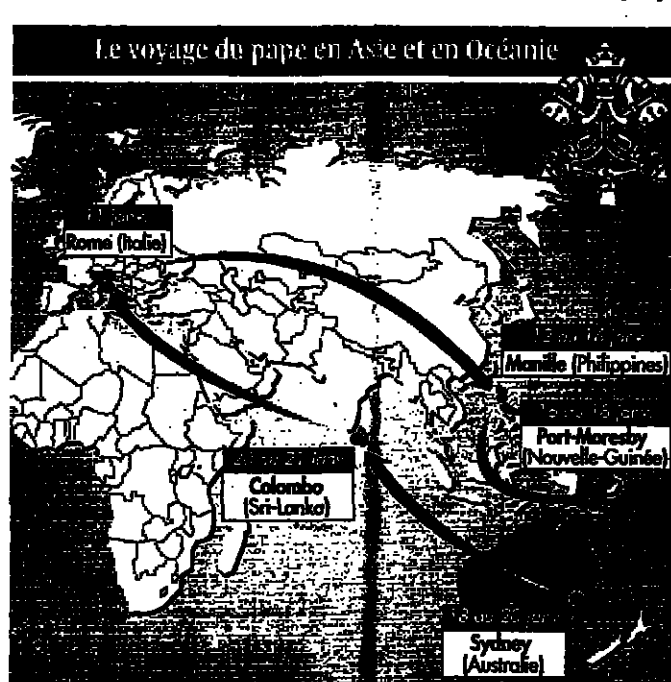 Le voyage du pape en Asie et en Océanie
Rome (Italie)
Manille (Philippines)
Port-Moresby
(Nouvelle-Guinée)
Colombo
(Sri-Lanka)
Sydney
(Australie)